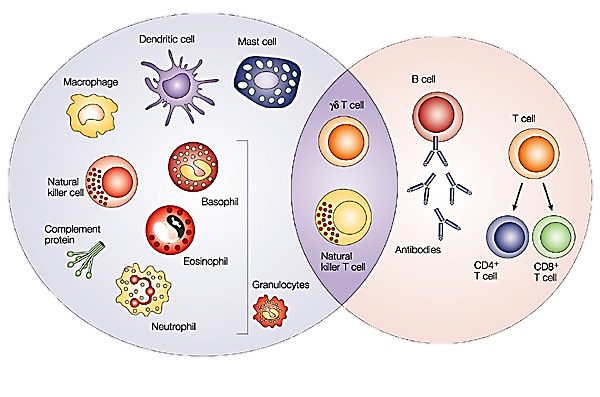 Dendritic cell
Mast cell
Macrophage
B cell
γδ T cell
T cell
Natural
killer cell
Basophil
Complement
protein
Eosinophil
Antibodies
Natural
killer T cell
CD4⁺
T cell
CD8⁺
T cell
Granulocytes
Neutrophil